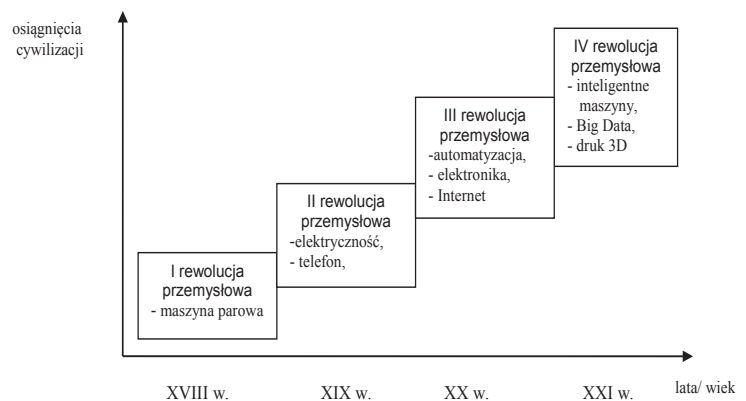 osiągnięcia
cywilizacji
IV rewolucja
przemysłowa
- inteligentne
maszyny,
- Big Data,
- druk 3D
III rewolucja
przemysłowa
-automatyzacja,
- elektronika,
- Internet
II rewolucja
przemysłowa
-elektryczność,
- telefon,
I rewolucja
przemysłowa
- maszyna parowa
XVIII w.
XIX w.
XX w.
XXI w.
lata/ wiek